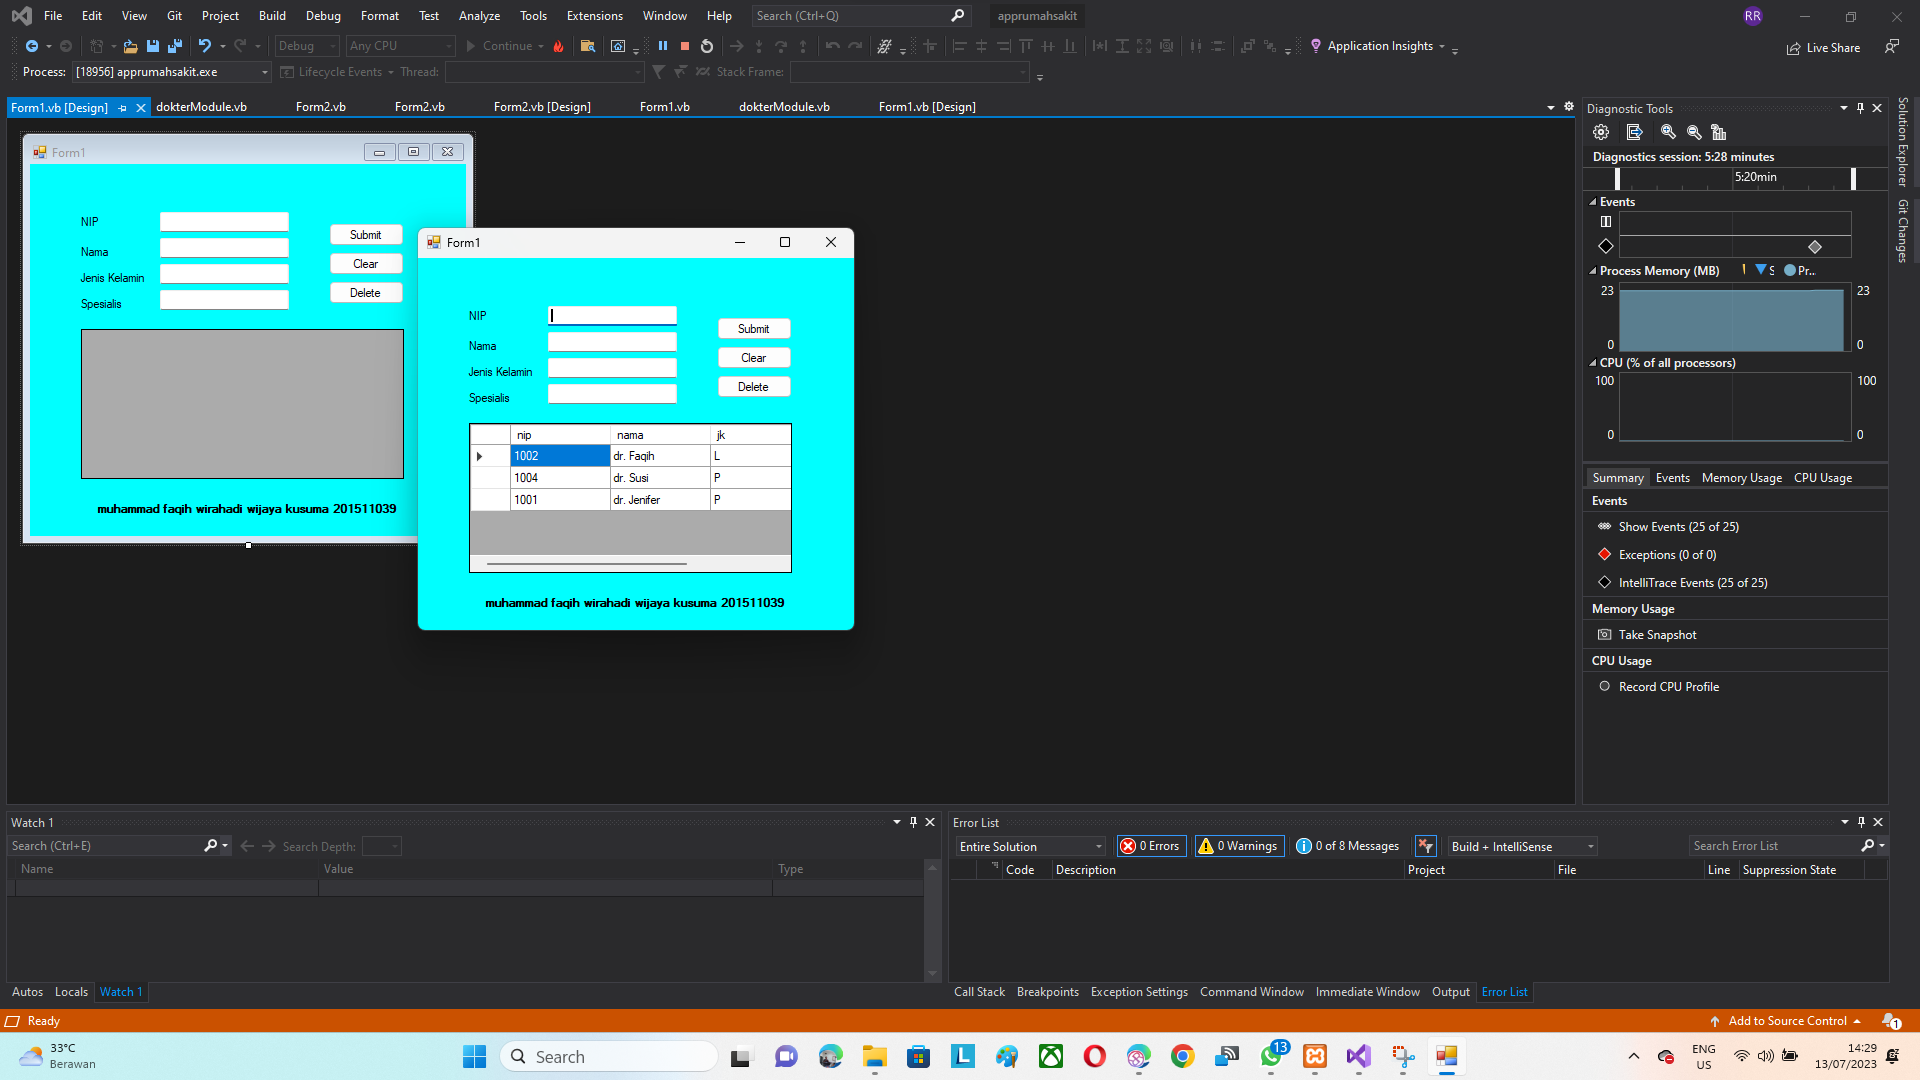 File Edit View Git Project Build Debug Format Test Analyze Tools Extensions Window Help Search (Ctrl+Q) apprumahsakit RR
Debug Any CPU Continue Application Insights Live Share
Process: [18956] apprumahsakit.exe Lifecycle Events Thread: Stack Frame:
Form1.vb [Design] dokterModule.vb Form2.vb Form2.vb Form2.vb [Design] Form1.vb dokterModule.vb Form1.vb [Design]
Form1
NIP
Nama
Jenis Kelamin
Spesialis
Submit
Clear
Delete
muhammad faqih wirahadi wijaya kusuma 201511039
Form1
NIP
Nama
Jenis Kelamin
Spesialis
Submit
Clear
Delete
nip nama jk
1002 dr. Faqih L
1004 dr. Susi P
1001 dr. Jenifer P
muhammad faqih wirahadi wijaya kusuma 201511039
Diagnostic Tools
Diagnostics session: 5:28 minutes
5:20min
Events
Process Memory (MB) S Pr...
23 23
0 0
CPU (% of all processors)
100 100
0 0
Summary Events Memory Usage CPU Usage
Events
Show Events (25 of 25)
Exceptions (0 of 0)
IntelliTrace Events (25 of 25)
Memory Usage
Take Snapshot
CPU Usage
Record CPU Profile
Solution Explorer
Git Changes
Watch 1
Search (Ctrl+E) Search Depth:
Name Value Type
Autos Locals Watch 1
Error List
Entire Solution 0 Errors 0 Warnings 0 of 8 Messages Build + IntelliSense Search Error List
Code Description Project File Line Suppression State
Call Stack Breakpoints Exception Settings Command Window Immediate Window Output Error List
Ready Add to Source Control 1
33°C
Berawan
Search
L
13
ENG
US
14:29
13/07/2023